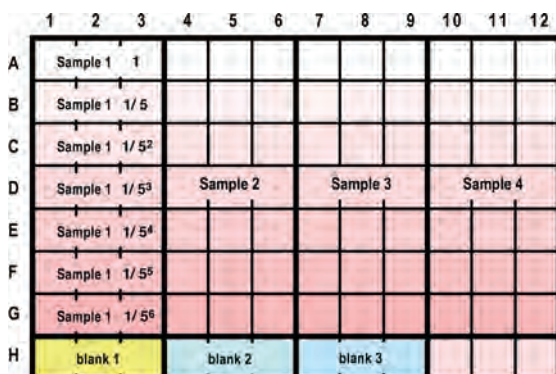 1 2 3 4 5 6 7 8 9 10 11 12
A Sample 1 1
B Sample 1 1/5
C Sample 1 1/5²
D Sample 1 1/5³ Sample 2 Sample 3 Sample 4
E Sample 1 1/5⁴
F Sample 1 1/5⁵
G Sample 1 1/5⁶
H blank 1 blank 2 blank 3